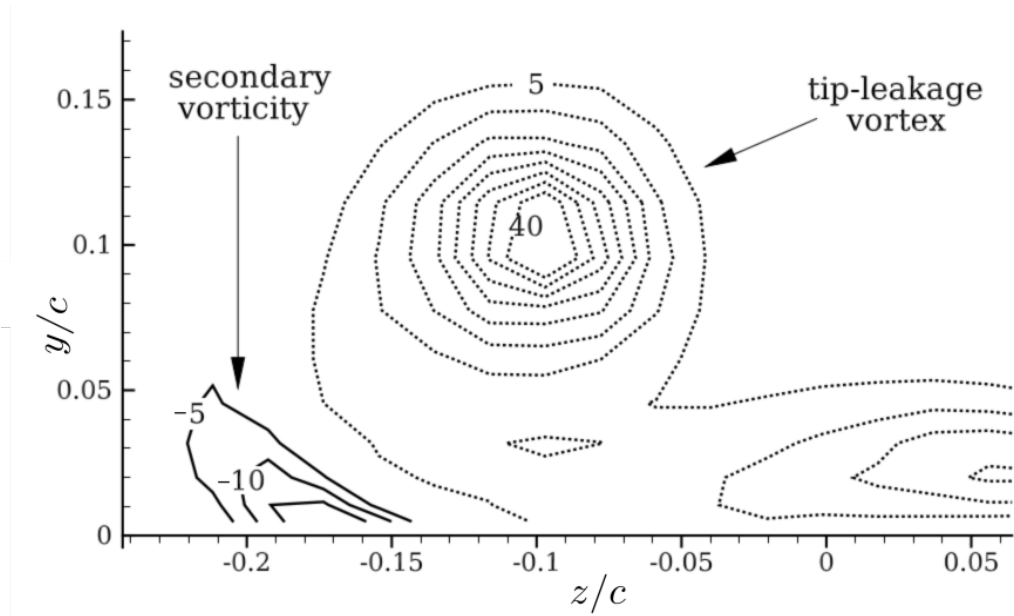 secondary
vorticity
tip-leakage
vortex
5
40
−5
−10
0.15
0.1
0.05
0
y/c
-0.2
-0.15
-0.1
-0.05
0
0.05
z/c